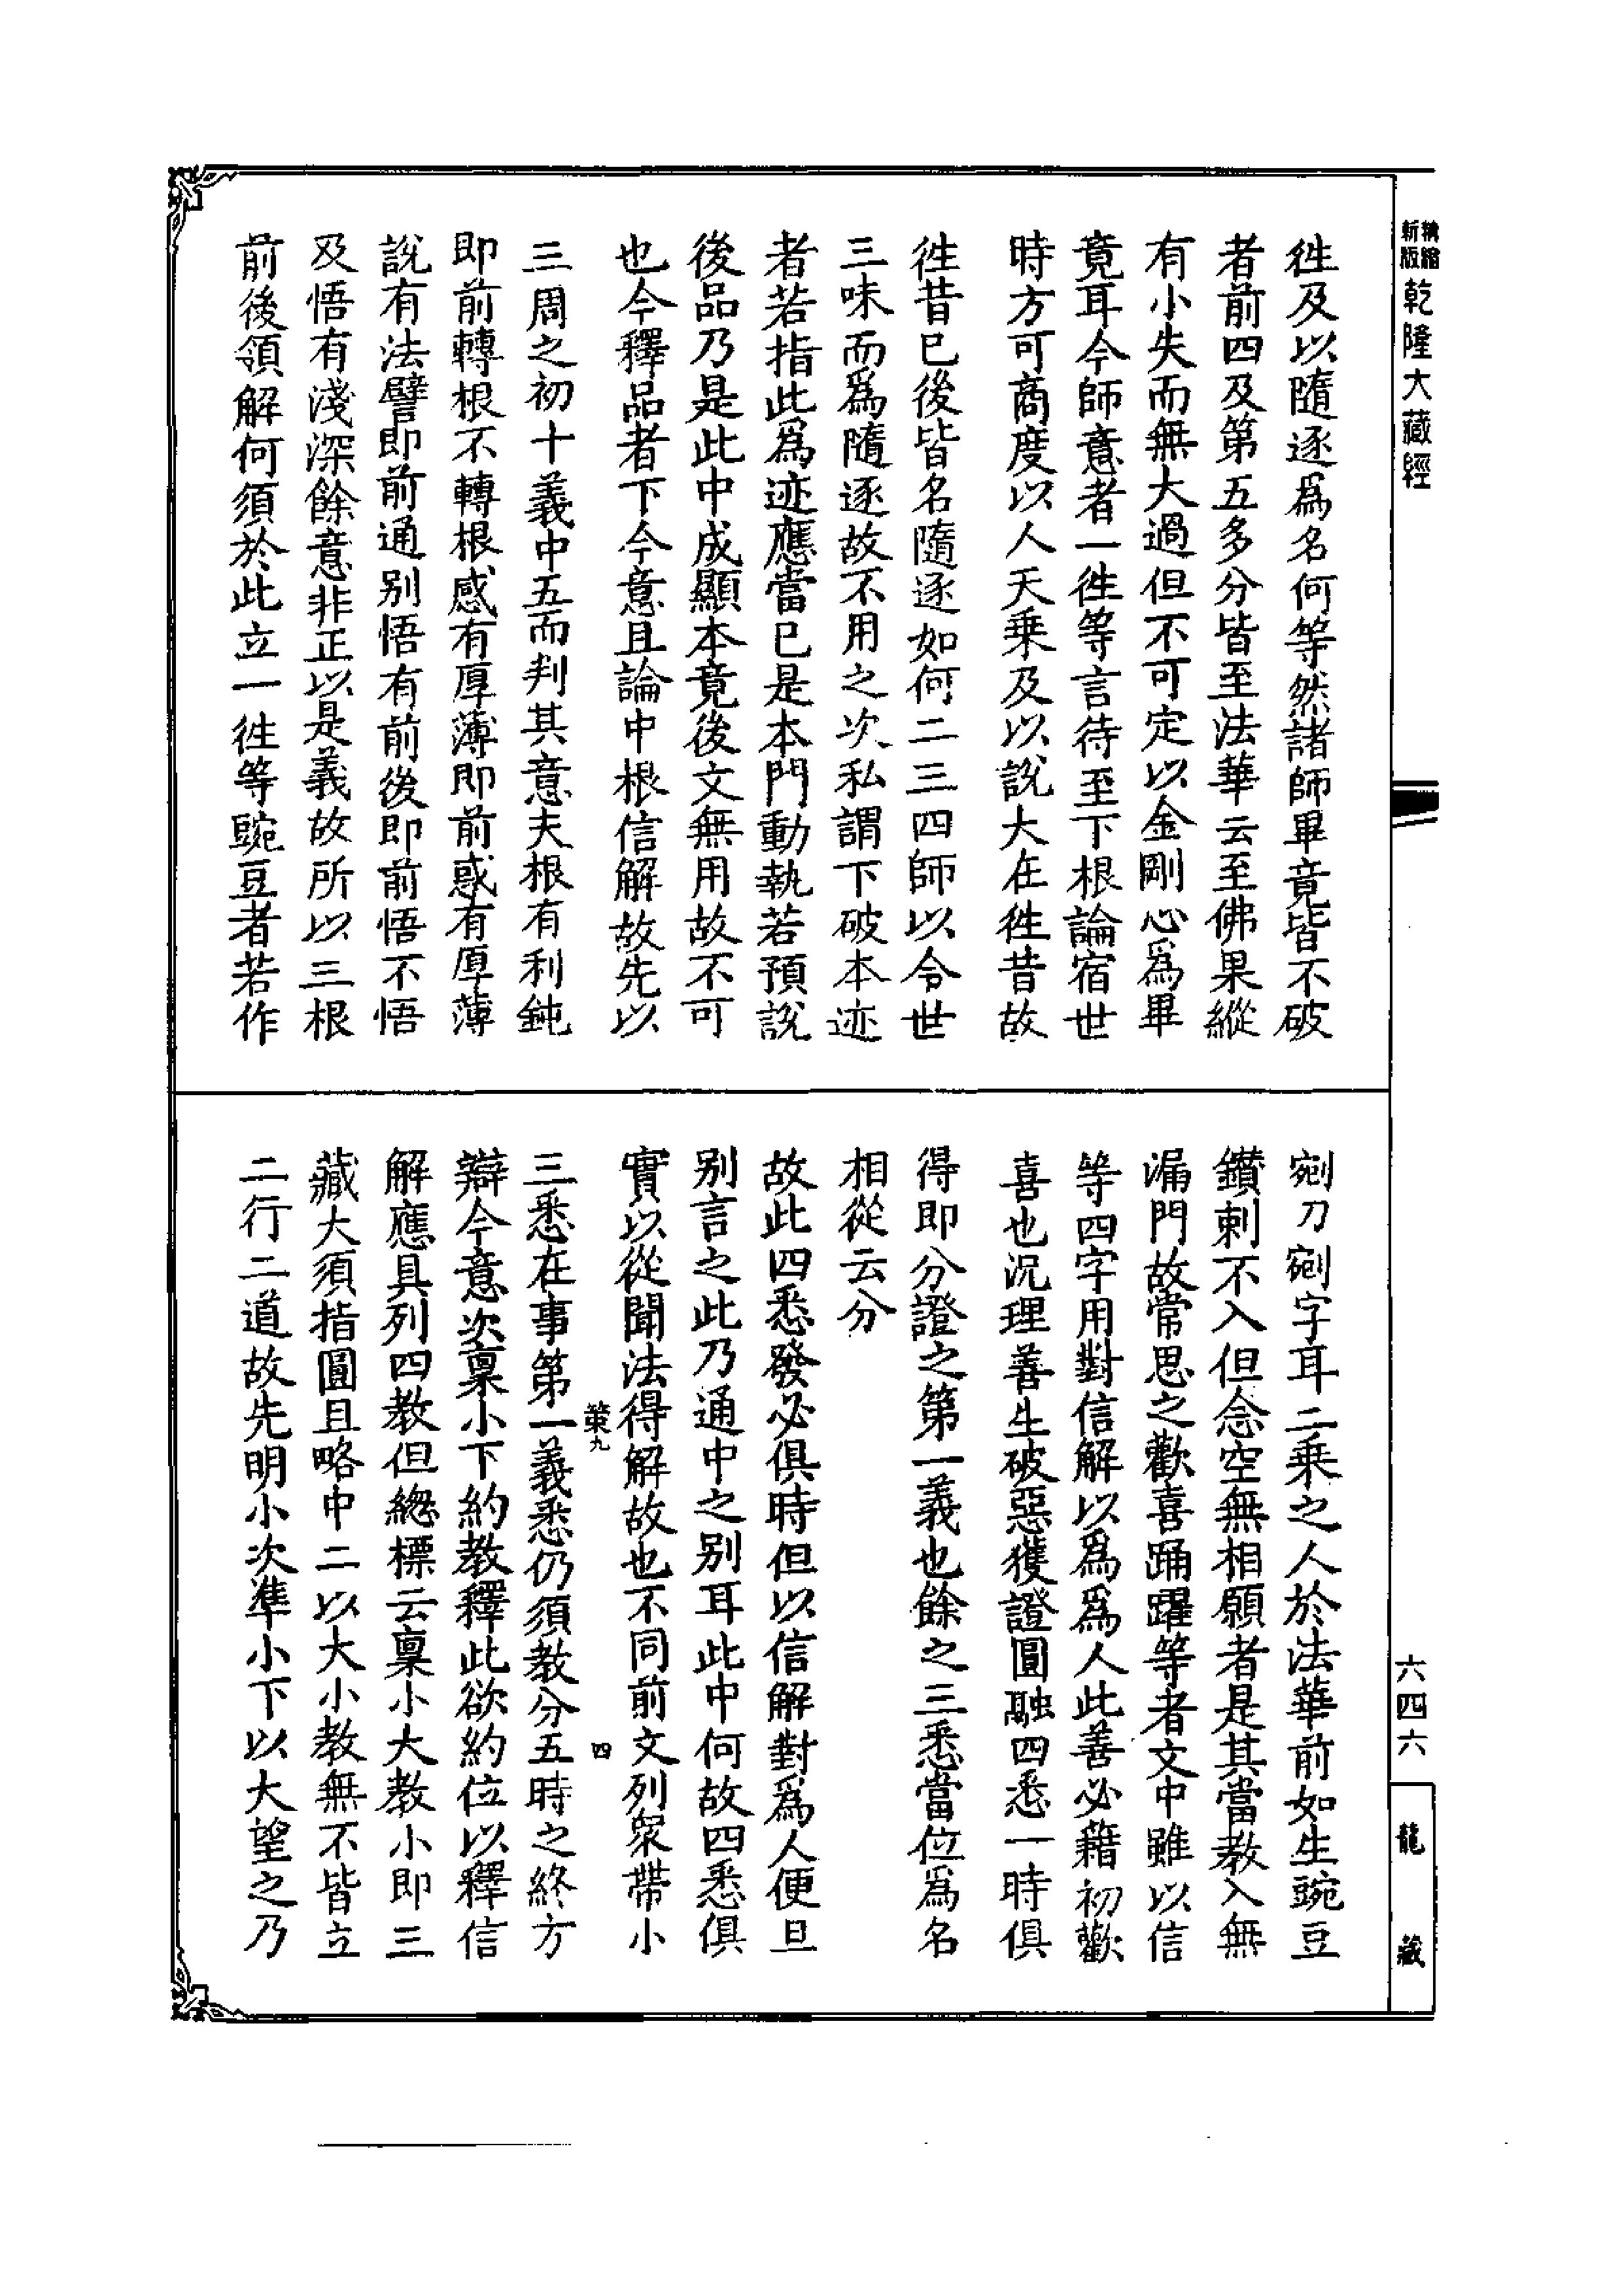 精縮
新版
乾隆大藏經
徃及以隨逐爲名何等然諸師畢竟皆不破
者前四及第五多分皆至法華云至佛果縱
有小失而無大過但不可定以金剛心爲畢
竟耳今師意者一徃等言待至下根論宿世
時方可商度以人天乘及以說大在徃昔故
徃昔已後皆名隨逐如何二三四師以今世
三味而爲隨逐故不用之次私謂下破本迹
者若指此爲迹應當已是本門動執若預說
後品乃是此中成顯本竟後文無用故不可
也今釋品者下今意且論中根信解故先以
三周之初十義中五而判其意夫根有利鈍
即前轉根不轉根感有厚薄即前惑有厚薄
說有法譬即前通别悟有前後即前悟不悟
及悟有淺深餘意非正以是義故所以三根
前後領解何須於此立一徃等豌豆者若作
剜刀剜字耳二乘之人於法華前如生豌豆
鑽剌不入但念空無相願者是其當教入無
漏門故常思之歡喜踊躍等者文中雖以信
等四字用對信解以爲爲人此善必藉初歡
喜也况理善生破惡獲證圓融四悉一時俱
得即分證之第一義也餘之三悉當位爲名
相從云分
故此四悉發必俱時但以信解對爲人便旦
别言之此乃通中之别耳此中何故四悉俱
實以從聞法得解故也不同前文列衆帶小
策九
四
三悉在事第一義悉仍須教分五時之終方
辯今意次稟小下約教釋此欲約位以釋信
解應具列四教但總標云稟小大教小即三
藏大須指圓且略中二以大小教無不皆立
二行二道故先明小次準小下以大望之乃
六四六
龍藏